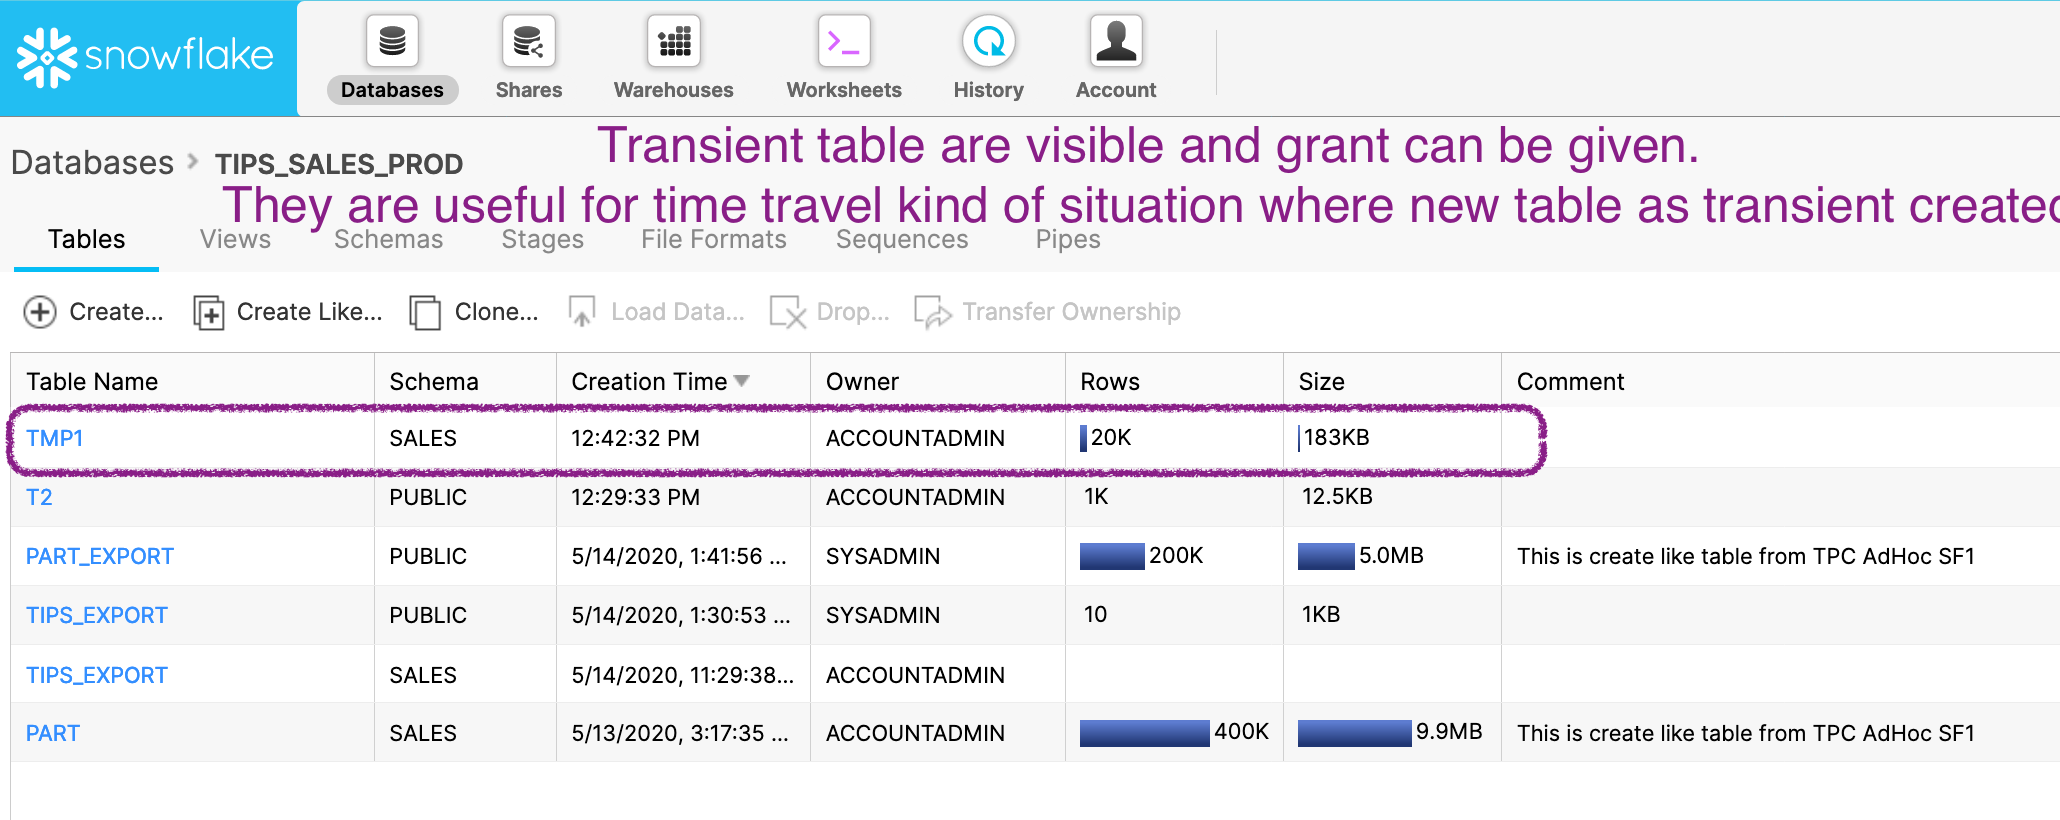 snowflake
Databases Shares Warehouses Worksheets History Account
Transient table are visible and grant can be given.
Databases > TIPS_SALES_PROD
They are useful for time travel kind of situation where new table as transient created
Tables Views Schemas Stages File Formats Sequences Pipes
Create... Create Like... Clone... Load Data... Drop... Transfer Ownership
Table Name Schema Creation Time Owner Rows Size Comment
TMP1 SALES 12:42:32 PM ACCOUNTADMIN 20K 183KB
T2 PUBLIC 12:29:33 PM ACCOUNTADMIN 1K 12.5KB
PART_EXPORT PUBLIC 5/14/2020, 1:41:56 ... SYSADMIN 200K 5.0MB This is create like table from TPC AdHoc SF1
TIPS_EXPORT PUBLIC 5/14/2020, 1:30:53 ... SYSADMIN 10 1KB
TIPS_EXPORT SALES 5/14/2020, 11:29:38... ACCOUNTADMIN
PART SALES 5/13/2020, 3:17:35 ... ACCOUNTADMIN 400K 9.9MB This is create like table from TPC AdHoc SF1